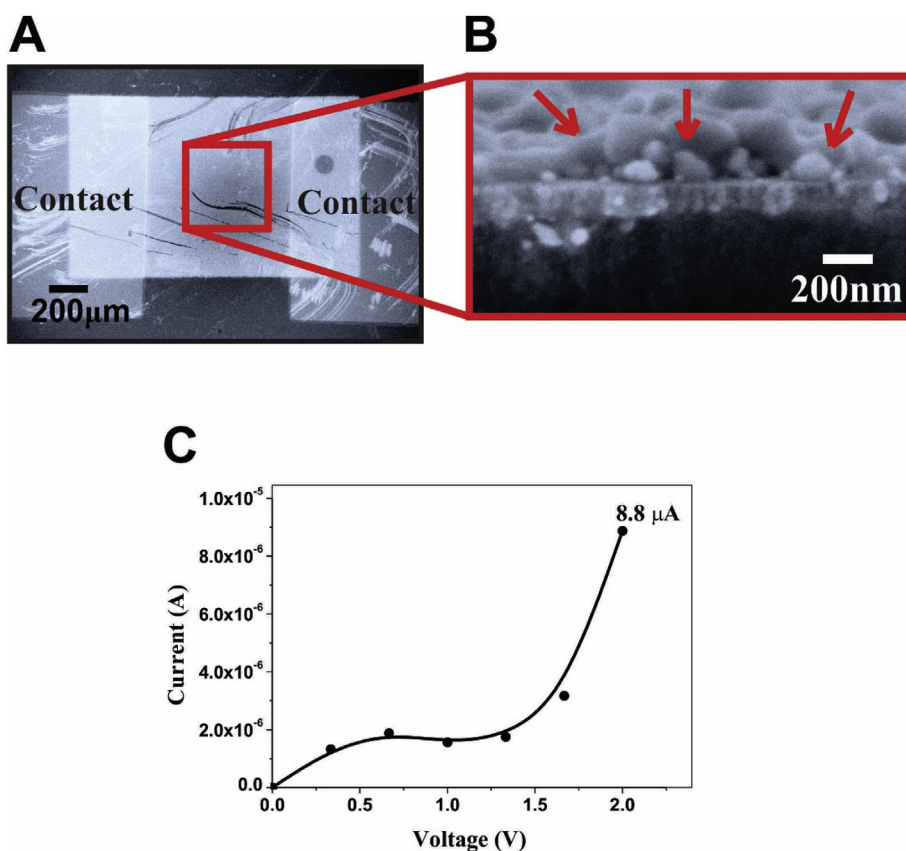 A
B
Contact
Contact
200μm
200nm
C
1.0x10⁻⁵
8.0x10⁻⁶
6.0x10⁻⁶
4.0x10⁻⁶
2.0x10⁻⁶
0.0
Current (A)
8.8 μA
0.0 0.5 1.0 1.5 2.0
Voltage (V)